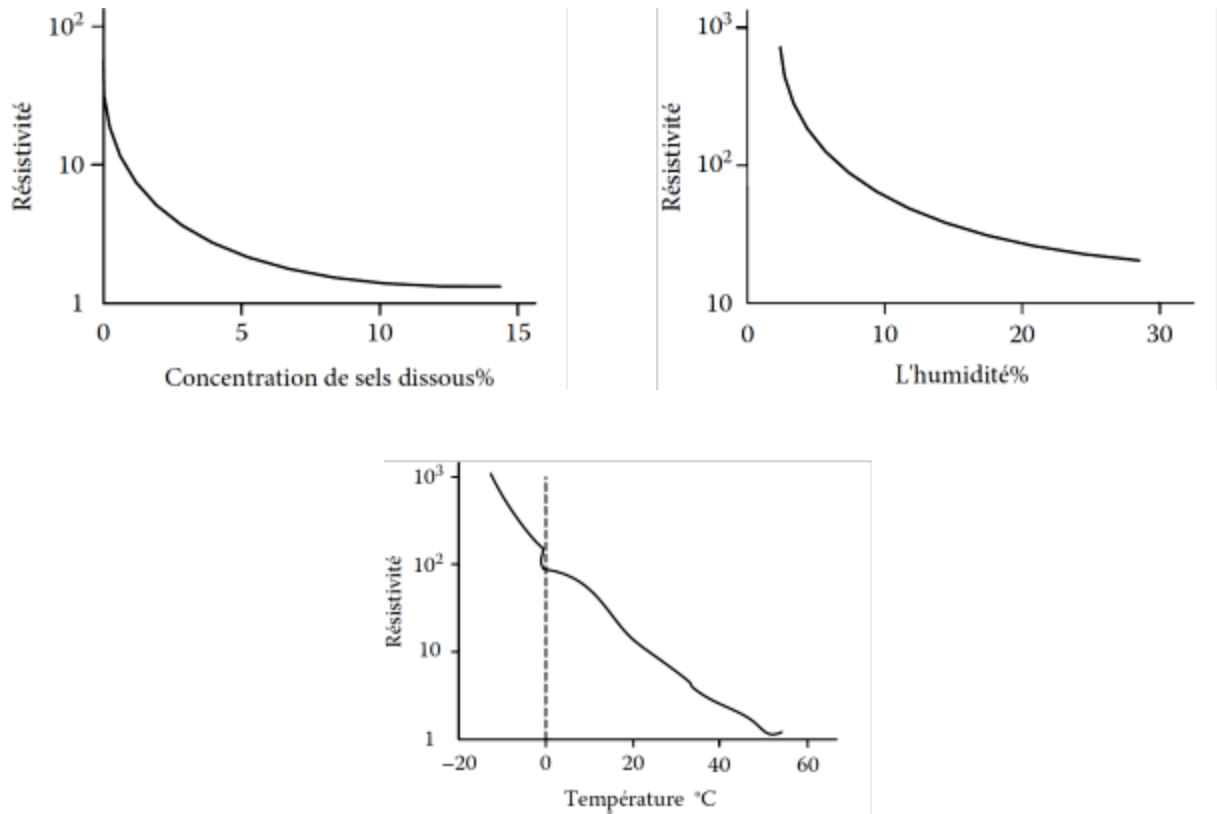 10²
10
1
Résistivité
0 5 10 15
Concentration de sels dissous%
10³
10²
10
Résistivité
0 10 20 30
L'humidité%
10³
10²
10
1
Résistivité
−20 0 20 40 60
Température °C